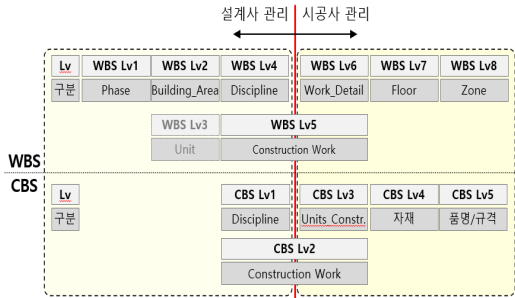 설계사 관리 시공사 관리
Lv WBS Lv1 WBS Lv2 WBS Lv4 WBS Lv6 WBS Lv7 WBS Lv8
구분 Phase Building_Area Discipline Work_Detail Floor Zone
WBS Lv3 WBS Lv5
Unit Construction Work
WBS
CBS
Lv CBS Lv1 CBS Lv3 CBS Lv4 CBS Lv5
구분 Discipline Units_Constr. 자재 품명/규격
CBS Lv2
Construction Work